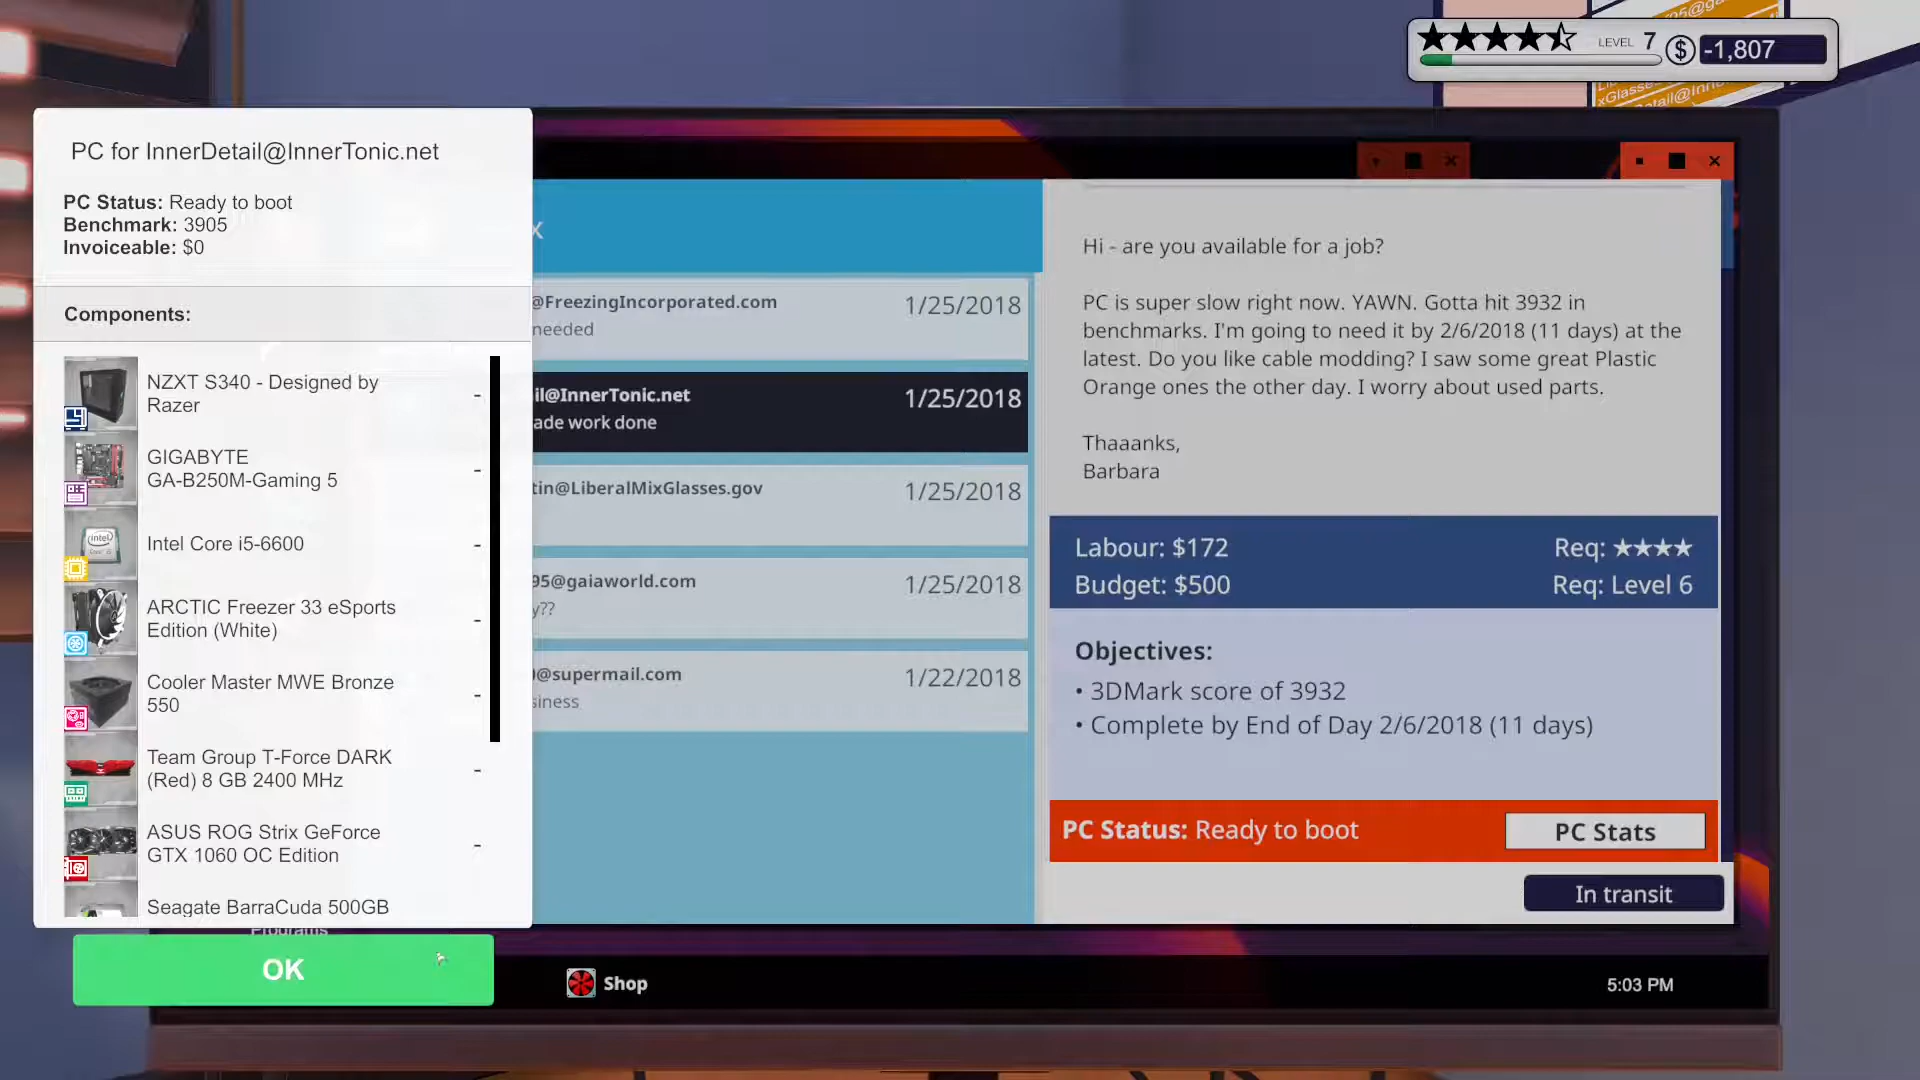 LEVEL 7 $ -1,807
PC for InnerDetail@InnerTonic.net
PC Status: Ready to boot
Benchmark: 3905
Invoiceable: $0
Components:
NZXT S340 - Designed by
Razer
-
GIGABYTE
GA-B250M-Gaming 5
-
Intel Core i5-6600
-
ARCTIC Freezer 33 eSports
Edition (White)
-
Cooler Master MWE Bronze
550
-
Team Group T-Force DARK
(Red) 8 GB 2400 MHz
-
ASUS ROG Strix GeForce
GTX 1060 OC Edition
-
Seagate BarraCuda 500GB
OK
x
@FreezingIncorporated.com
1/25/2018
needed
il@InnerTonic.net
1/25/2018
ade work done
tin@LiberalMixGlasses.gov
1/25/2018
95@gaiaworld.com
1/25/2018
y??
@supermail.com
1/22/2018
siness
Hi - are you available for a job?
PC is super slow right now. YAWN. Gotta hit 3932 in
benchmarks. I'm going to need it by 2/6/2018 (11 days) at the
latest. Do you like cable modding? I saw some great Plastic
Orange ones the other day. I worry about used parts.
Thaaanks,
Barbara
Labour: $172
Req: ★★★★
Budget: $500
Req: Level 6
Objectives:
• 3DMark score of 3932
• Complete by End of Day 2/6/2018 (11 days)
PC Status: Ready to boot
PC Stats
In transit
Programs
Shop
5:03 PM